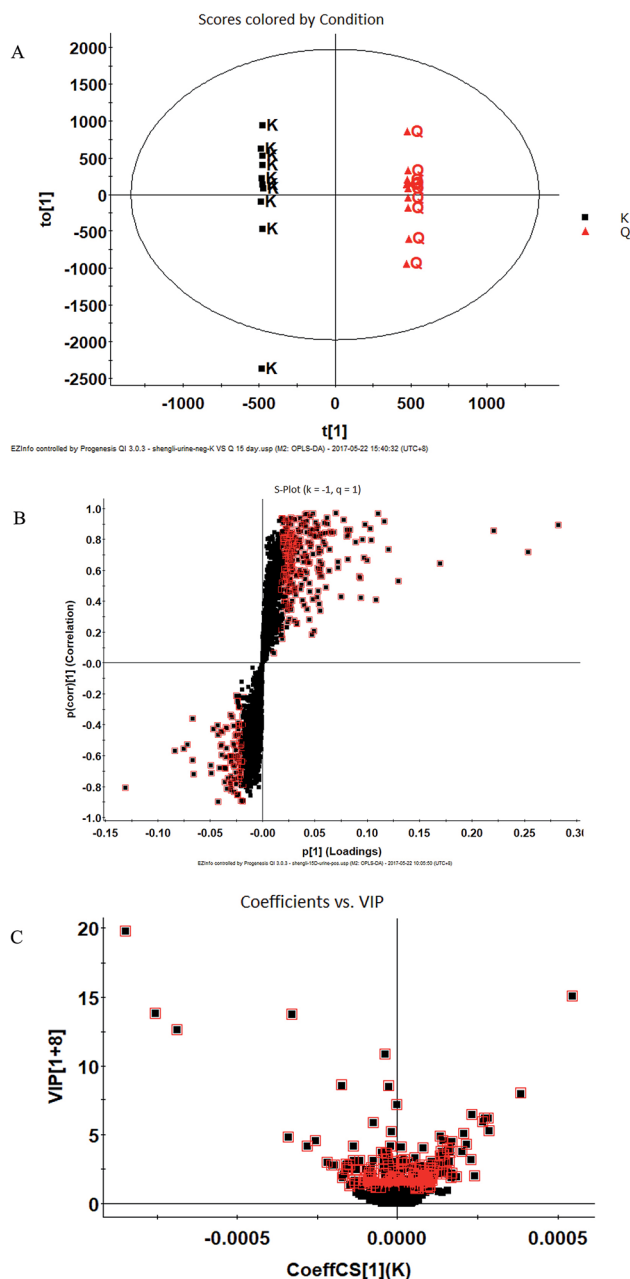 Scores colored by Condition
A
2000
1500
1000
500
0
-500
-1000
-1500
-2000
-2500
to[1]
K
K
K
K
K
K
K
K
K
K
Q
Q
Q
Q
Q
Q
Q
Q
Q
K
Q
-1000 -500 0 500 1000
t[1]
EZInfo controlled by Progenesis QI 3.0.3 - shengli-urine-neg-K VS Q 15 day.usp (M2: OPLS-DA) - 2017-05-22 15:40:32 (UTC+8)
S-Plot (k = -1, q = 1)
B
1.0
0.8
0.6
0.4
0.2
-0.0
-0.2
-0.4
-0.6
-0.8
-1.0
p(corr)[1] (Correlation)
-0.15 -0.10 -0.05 -0.00 0.05 0.10 0.15 0.20 0.25 0.30
p[1] (Loadings)
EZInfo controlled by Progenesis QI 3.0.3 - shengli-15D-urine-pos.usp (M2: OPLS-DA) - 2017-05-22 10:05:50 (UTC+8)
Coefficients vs. VIP
C
20
15
10
5
0
VIP[1+8]
-0.0005 0.0000 0.0005
CoeffCS[1](K)